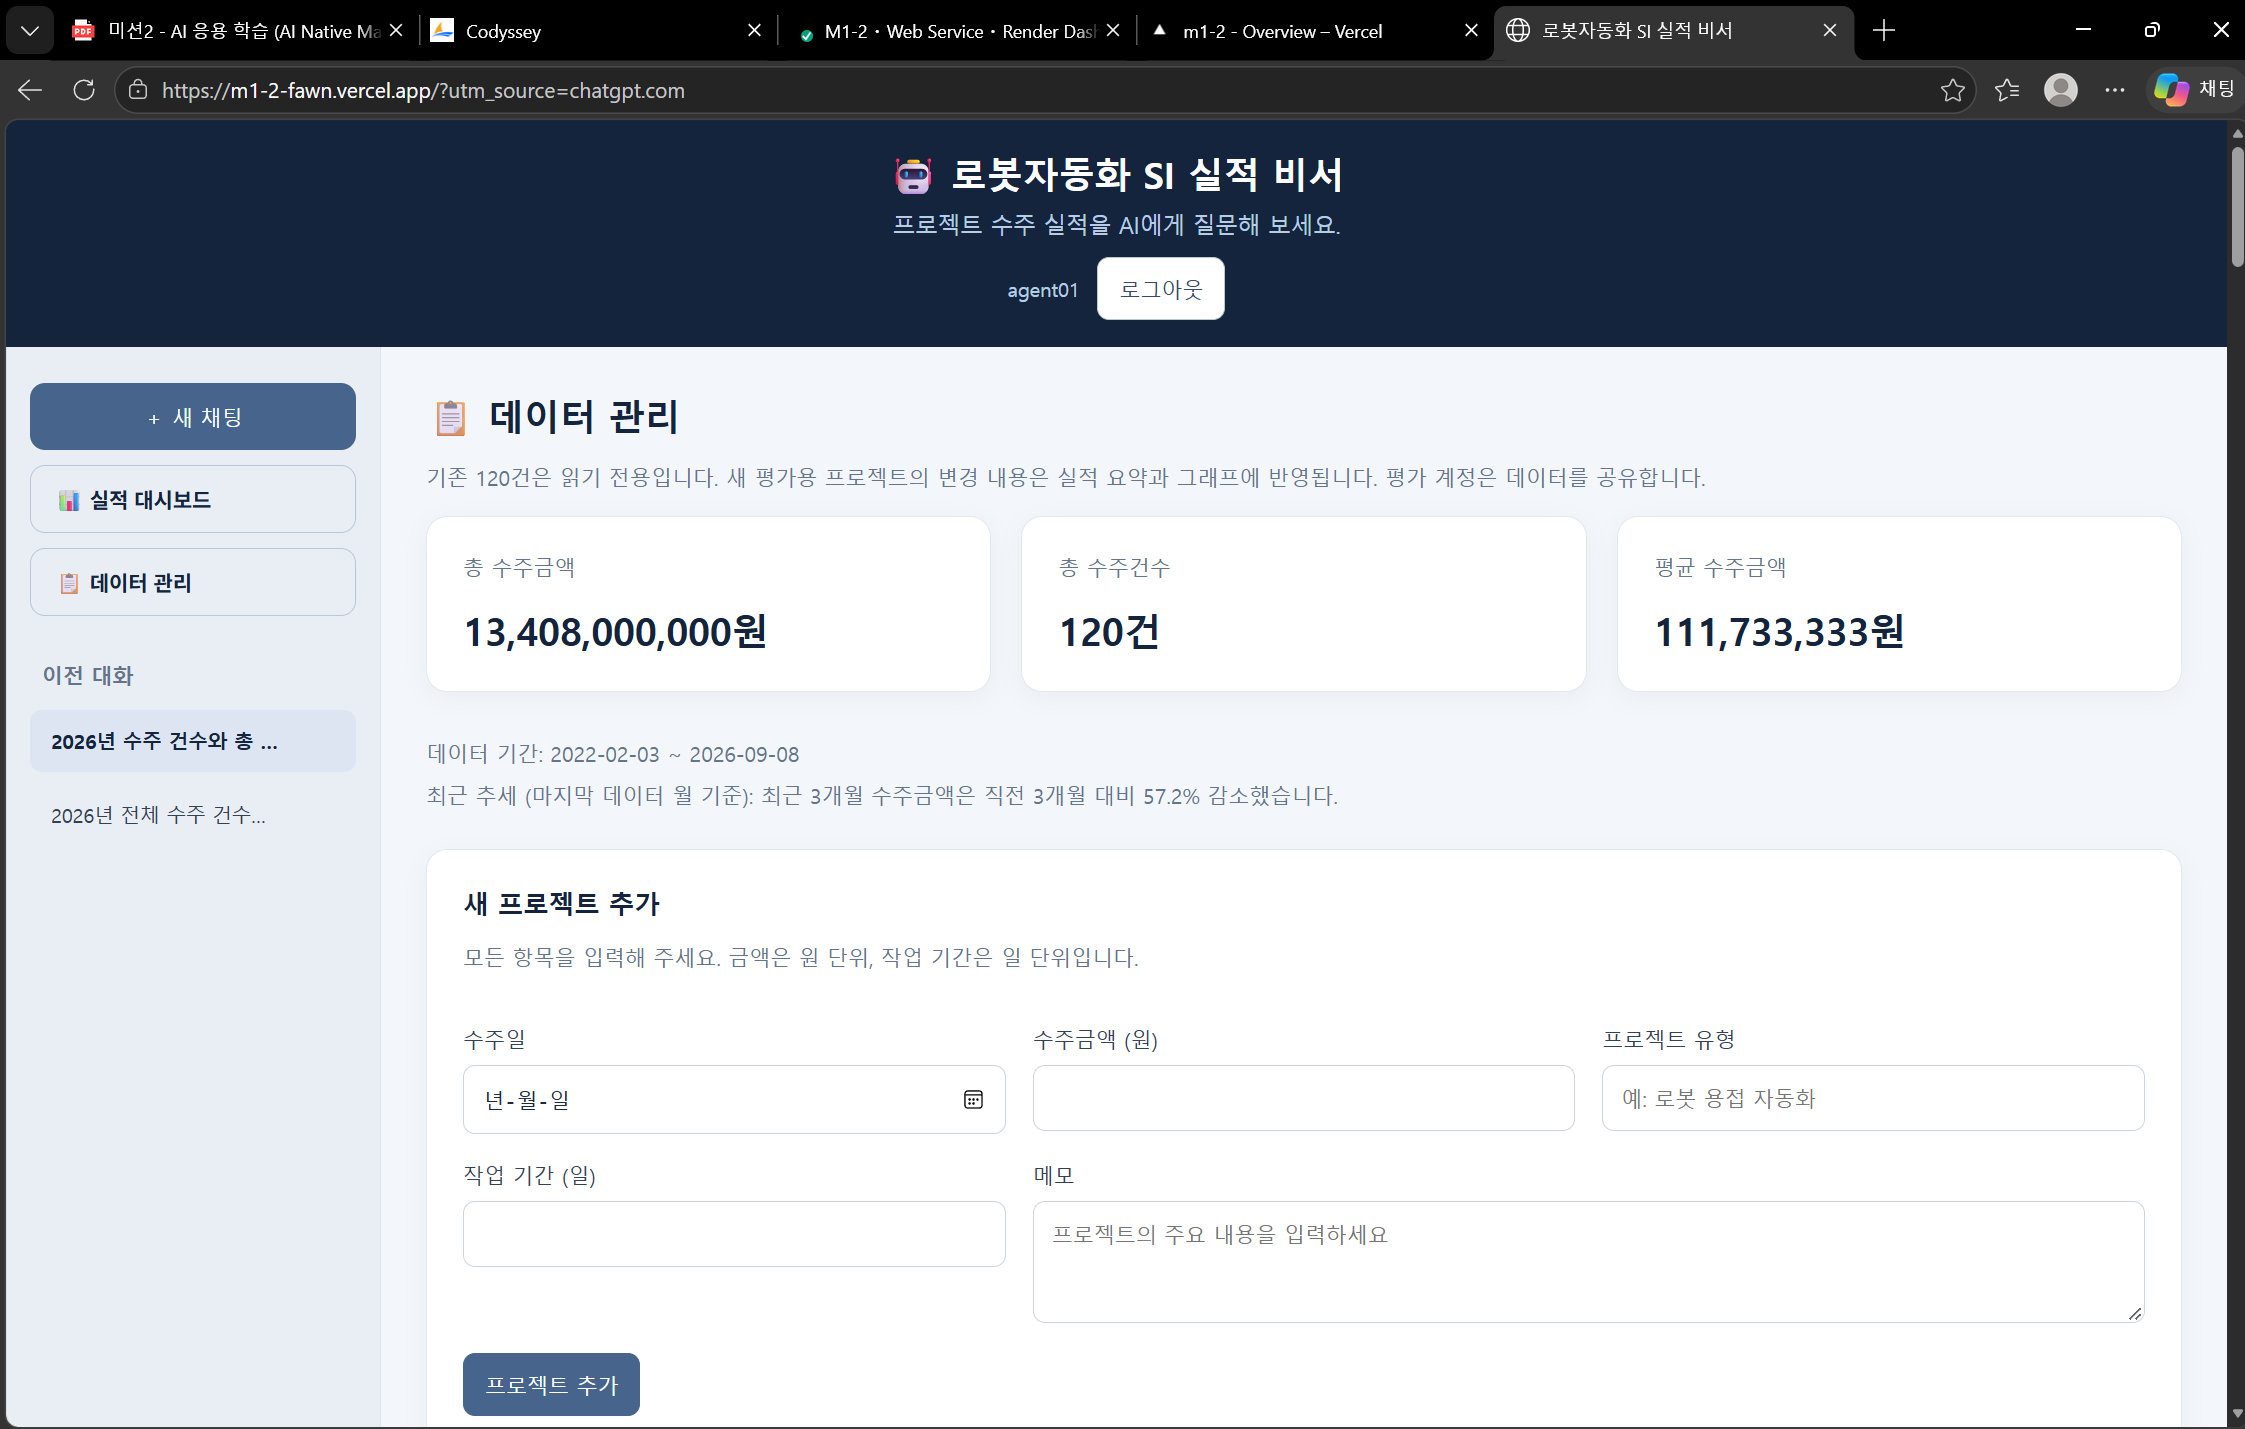 미션2 - AI 응용 학습 (AI Native Ma
Codyssey
M1-2 · Web Service · Render Dash
m1-2 - Overview – Vercel
로봇자동화 SI 실적 비서
https://m1-2-fawn.vercel.app/?utm_source=chatgpt.com
채팅
로봇자동화 SI 실적 비서
프로젝트 수주 실적을 AI에게 질문해 보세요.
agent01
로그아웃
+ 새 채팅
실적 대시보드
데이터 관리
이전 대화
2026년 수주 건수와 총 ...
2026년 전체 수주 건수...
데이터 관리
기존 120건은 읽기 전용입니다. 새 평가용 프로젝트의 변경 내용은 실적 요약과 그래프에 반영됩니다. 평가 계정은 데이터를 공유합니다.
총 수주금액
13,408,000,000원
총 수주건수
120건
평균 수주금액
111,733,333원
데이터 기간: 2022-02-03 ~ 2026-09-08
최근 추세 (마지막 데이터 월 기준): 최근 3개월 수주금액은 직전 3개월 대비 57.2% 감소했습니다.
새 프로젝트 추가
모든 항목을 입력해 주세요. 금액은 원 단위, 작업 기간은 일 단위입니다.
수주일
년-월-일
수주금액 (원)
프로젝트 유형
예: 로봇 용접 자동화
작업 기간 (일)
메모
프로젝트의 주요 내용을 입력하세요
프로젝트 추가